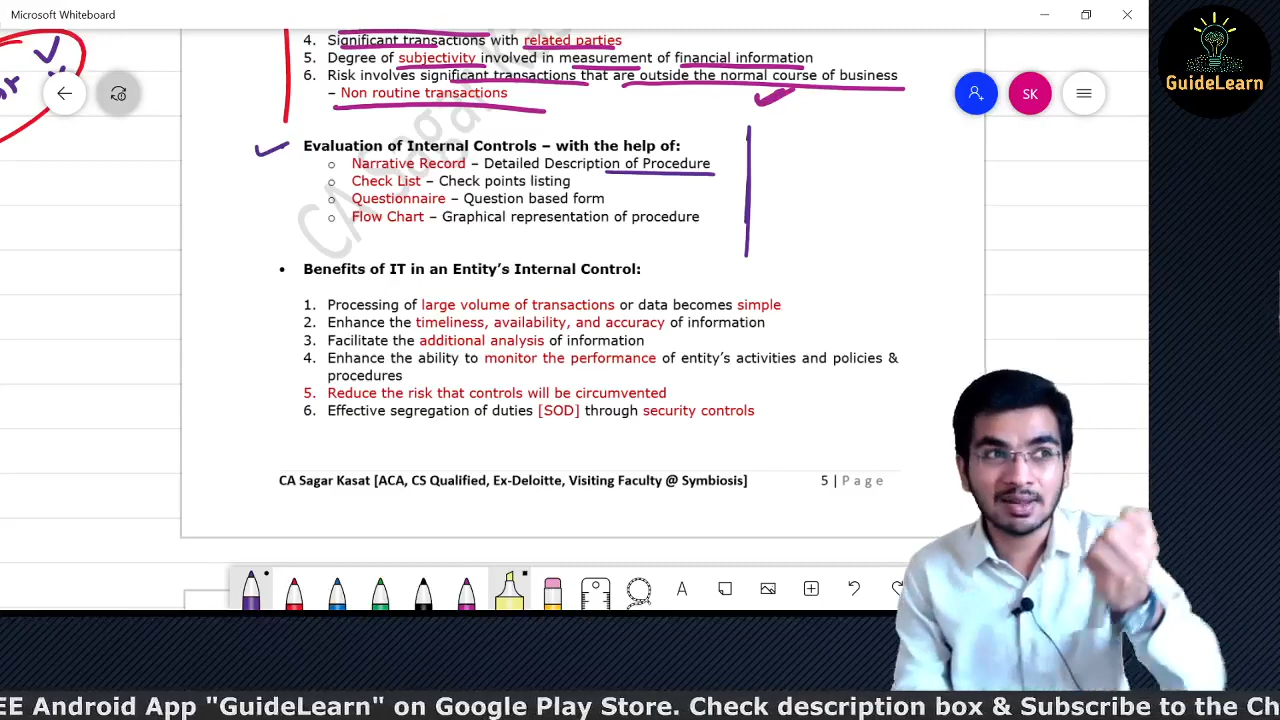 Microsoft Whiteboard
4. Significant transactions with related parties
5. Degree of subjectivity involved in measurement of financial information
6. Risk involves significant transactions that are outside the normal course of business
– Non routine transactions
GuideLearn
SK
Evaluation of Internal Controls – with the help of:
o Narrative Record – Detailed Description of Procedure
o Check List – Check points listing
o Questionnaire – Question based form
o Flow Chart – Graphical representation of procedure
CA Sagar Ka
• Benefits of IT in an Entity's Internal Control:
1. Processing of large volume of transactions or data becomes simple
2. Enhance the timeliness, availability, and accuracy of information
3. Facilitate the additional analysis of information
4. Enhance the ability to monitor the performance of entity's activities and policies &
procedures
5. Reduce the risk that controls will be circumvented
6. Effective segregation of duties [SOD] through security controls
CA Sagar Kasat [ACA, CS Qualified, Ex-Deloitte, Visiting Faculty @ Symbiosis] 5 | Page
A
EE Android App "GuideLearn" on Google Play Store. Check description box & Subscribe to the Ch